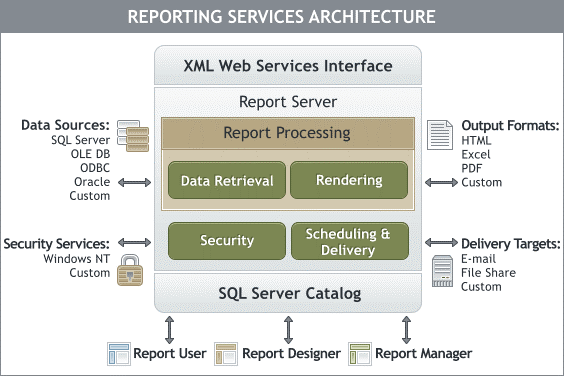 REPORTING SERVICES ARCHITECTURE
XML Web Services Interface
Report Server
Report Processing
Data Retrieval
Rendering
Security
Scheduling &
Delivery
SQL Server Catalog
Data Sources:
SQL Server
OLE DB
ODBC
Oracle
Custom
Security Services:
Windows NT
Custom
Output Formats:
HTML
Excel
PDF
Custom
Delivery Targets:
E-mail
File Share
Custom
Report User
Report Designer
Report Manager